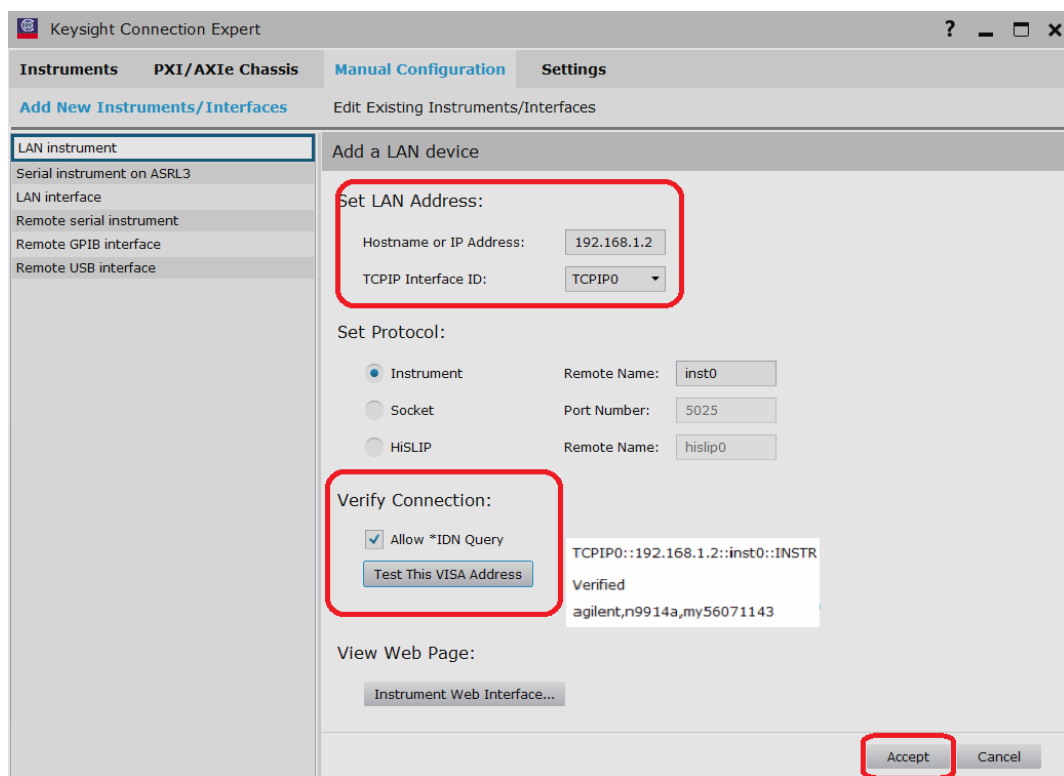 Keysight Connection Expert ?
Instruments PXI/AXIe Chassis Manual Configuration Settings
Add New Instruments/Interfaces Edit Existing Instruments/Interfaces
LAN instrument
Serial instrument on ASRL3
LAN interface
Remote serial instrument
Remote GPIB interface
Remote USB interface
Add a LAN device
Set LAN Address:
Hostname or IP Address: 192.168.1.2
TCPIP Interface ID: TCPIP0
Set Protocol:
Instrument Remote Name: inst0
Socket Port Number: 5025
HiSLIP Remote Name: hislip0
Verify Connection:
Allow *IDN Query
Test This VISA Address
TCPIP0::192.168.1.2::inst0::INSTR
Verified
agilent,n9914a,my56071143
View Web Page:
Instrument Web Interface...
Accept Cancel